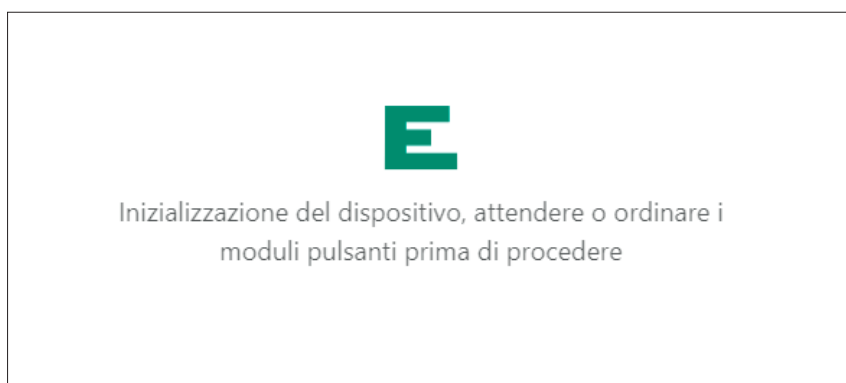 E
Inizializzazione del dispositivo, attendere o ordinare i
moduli pulsanti prima di procedere